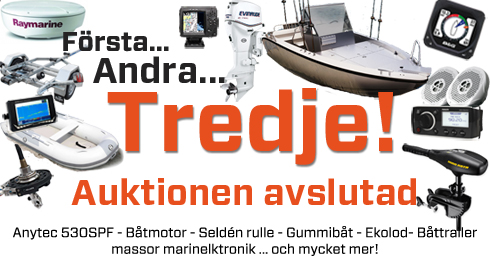 Raymarine
EVINRUDE
Första...
Andra...
Tredje!
Auktionen avslutad
Anytec 530SPF - Båtmotor - Seldén rulle - Gummibåt - Ekolod- Båttrailer
massor marinelktronik ... och mycket mer!